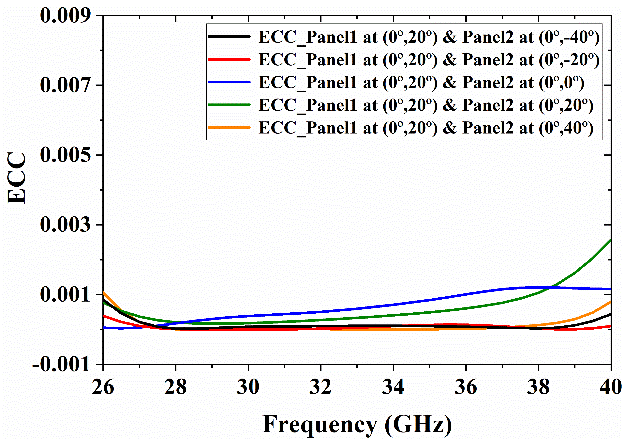 0.009
0.007
0.005
0.003
0.001
-0.001
ECC
ECC_Panel1 at (0°,20°) & Panel2 at (0°,-40°)
ECC_Panel1 at (0°,20°) & Panel2 at (0°,-20°)
ECC_Panel1 at (0°,20°) & Panel2 at (0°,0°)
ECC_Panel1 at (0°,20°) & Panel2 at (0°,20°)
ECC_Panel1 at (0°,20°) & Panel2 at (0°,40°)
26 28 30 32 34 36 38 40
Frequency (GHz)